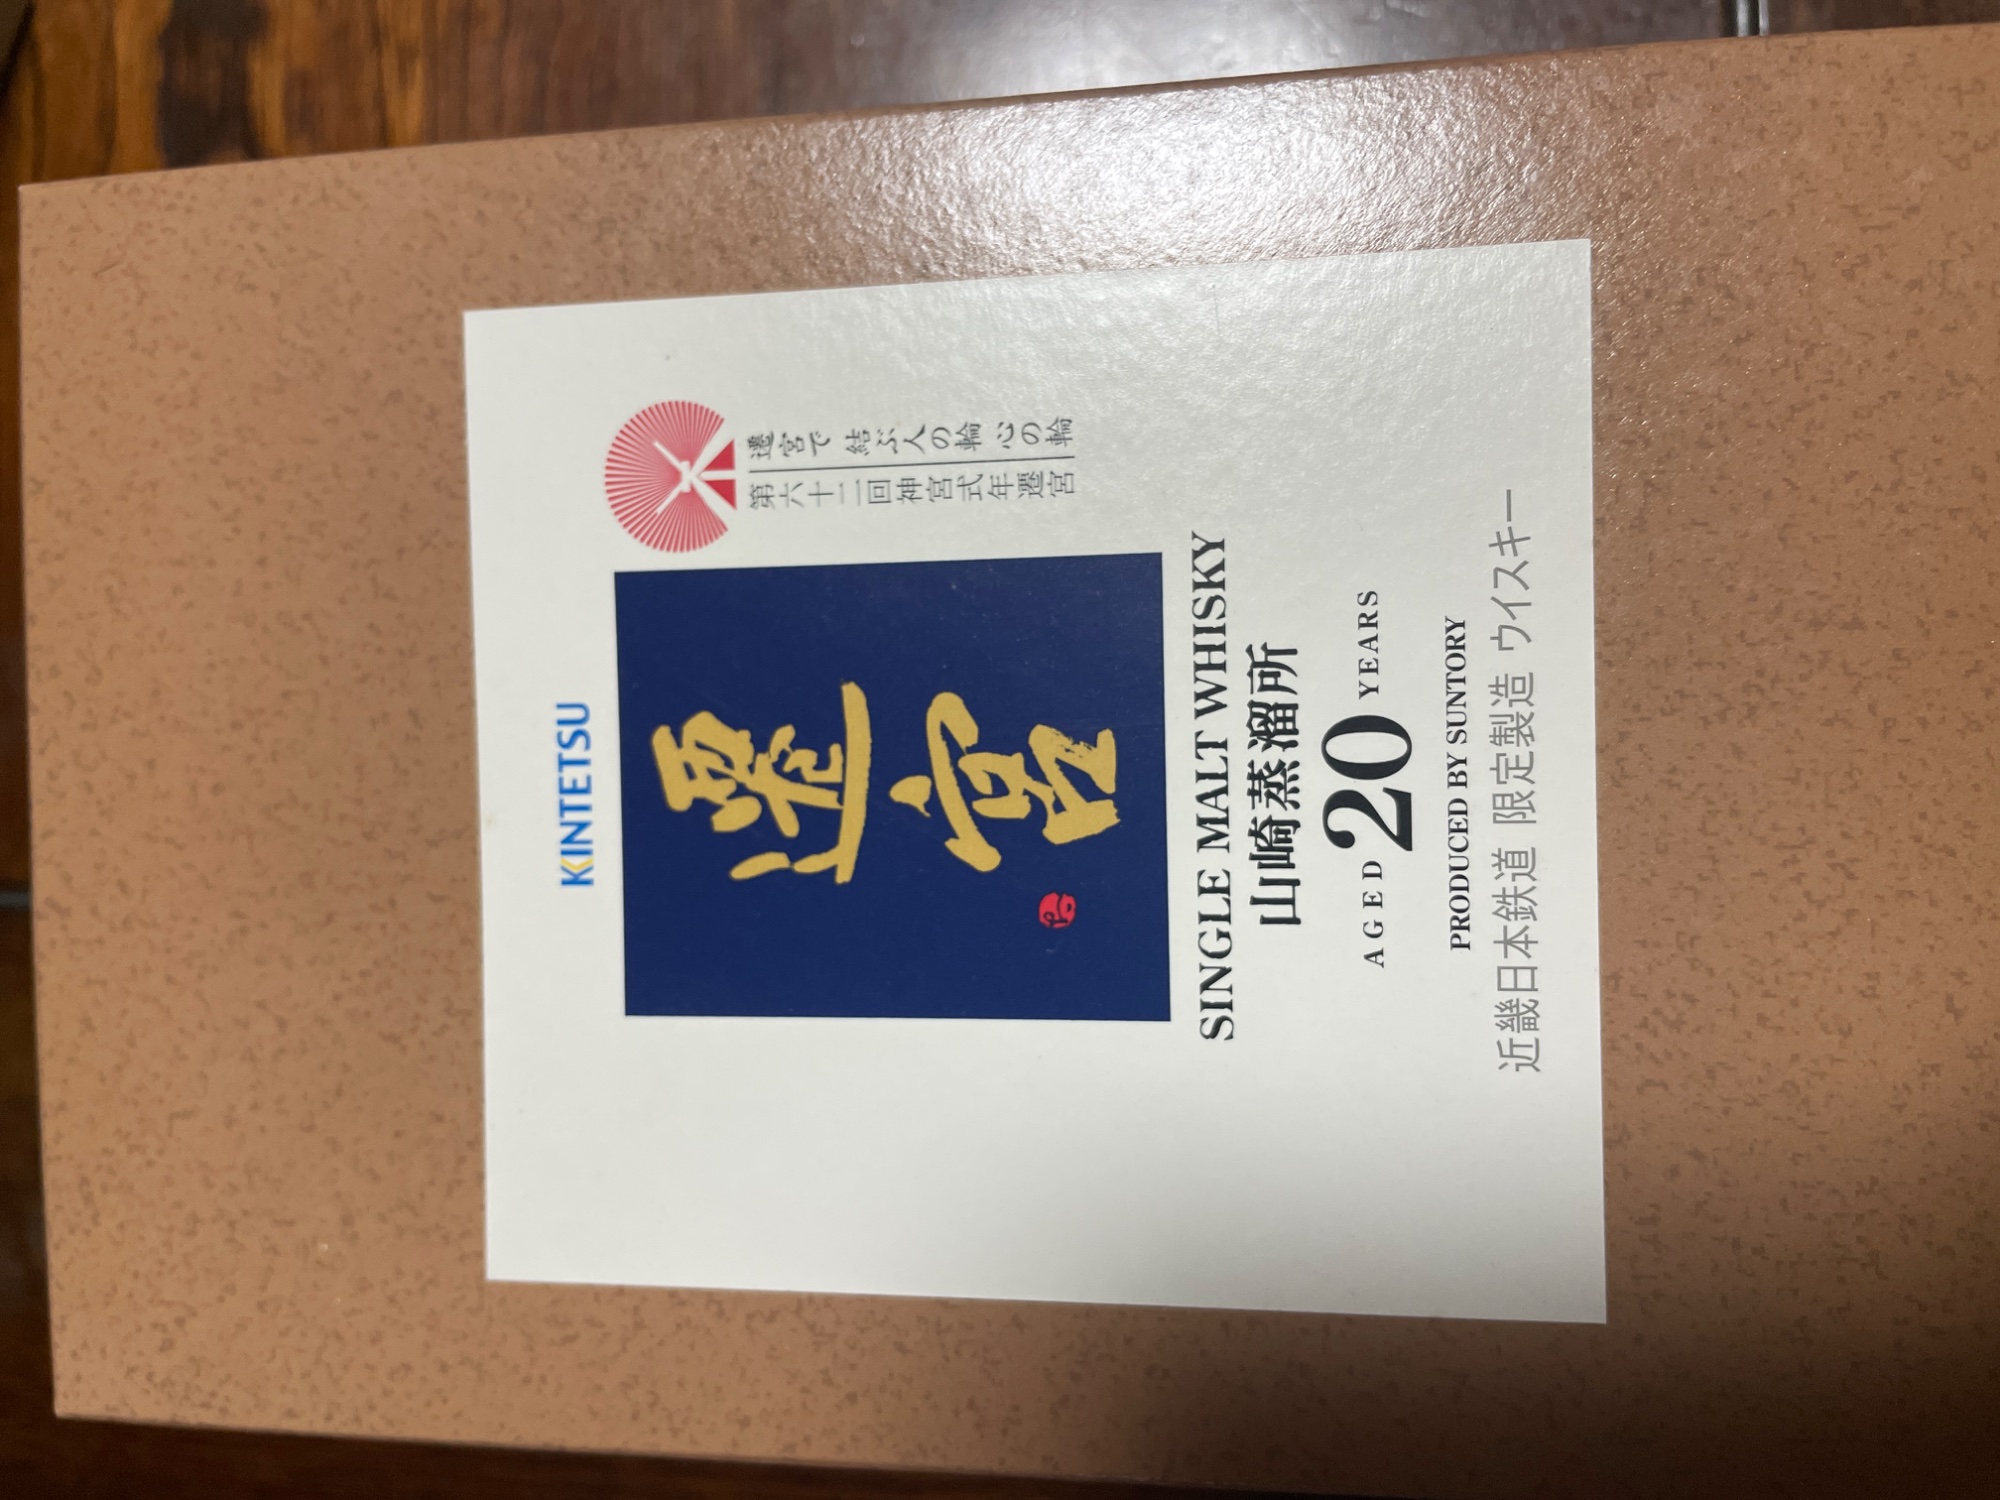 KINTETSU
遷宮
遷宮で 結ぶ人の輪 心の輪
第六十二回神宮式年遷宮
SINGLE MALT WHISKY
山崎蒸溜所
AGED 20 YEARS
PRODUCED BY SUNTORY
近畿日本鉄道 限定製造 ウイスキー